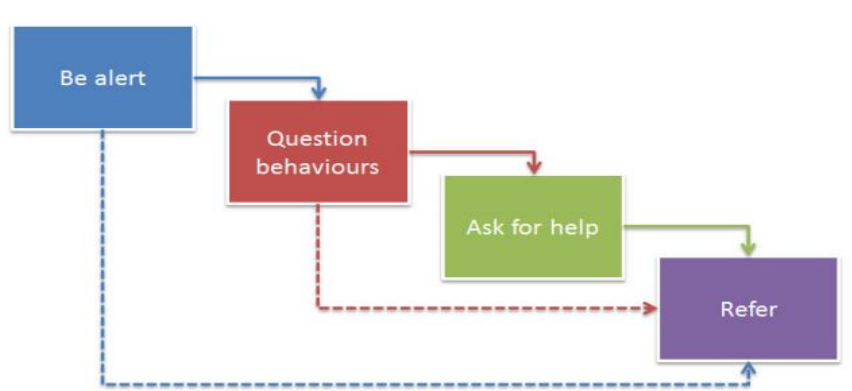 Be alert
Question
behaviours
Ask for help
Refer